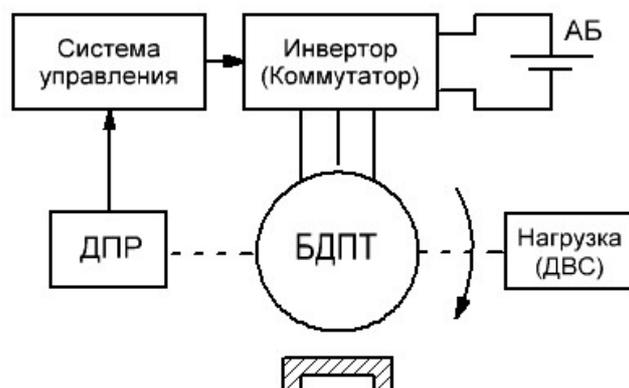 Система
управления
Инвертор
(Коммутатор)
АБ
ДПР
БДПТ
Нагрузка
(ДВС)